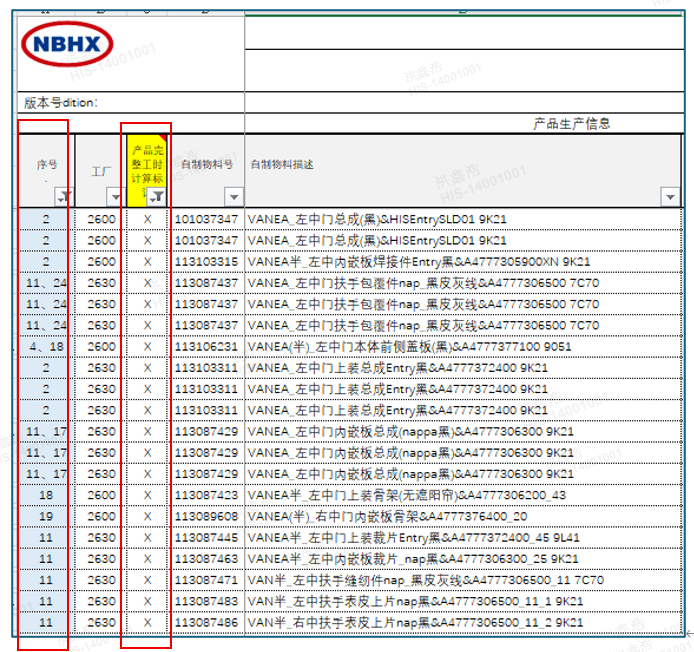 NBHX
版本号dition:
产品生产信息
序号 工厂 产品完整工时计算标 自制物料号 自制物料描述
2 2600 X 101037347 VANEA_左中门总成(黑)&HISEntrySLD01 9K21
2 2600 X 101037347 VANEA_左中门总成(黑)&HISEntrySLD01 9K21
2 2600 X 113103315 VANEA半_左中内嵌板焊接件Entry黑&A4777305900XN 9K21
11、24 2630 X 113087437 VANEA_左中门扶手包覆件nap_黑皮灰线&A4777306500 7C70
11、24 2630 X 113087437 VANEA_左中门扶手包覆件nap_黑皮灰线&A4777306500 7C70
11、24 2630 X 113087437 VANEA_左中门扶手包覆件nap_黑皮灰线&A4777306500 7C70
4、18 2600 X 113106231 VANEA(半)_左中门本体前侧盖板(黑)&A4777377100 9051
2 2630 X 113103311 VANEA_左中门上装总成Entry黑&A4777372400 9K21
2 2630 X 113103311 VANEA_左中门上装总成Entry黑&A4777372400 9K21
2 2630 X 113103311 VANEA_左中门上装总成Entry黑&A4777372400 9K21
11、17 2630 X 113087429 VANEA_左中门内嵌板总成(nappa黑)&A4777306300 9K21
11、17 2630 X 113087429 VANEA_左中门内嵌板总成(nappa黑)&A4777306300 9K21
11、17 2630 X 113087429 VANEA_左中门内嵌板总成(nappa黑)&A4777306300 9K21
18 2600 X 113087423 VANEA半_左中门上装骨架(无遮阳帘)&A4777306200_43
19 2600 X 113089608 VANEA(半)_右中门内嵌板骨架&A4777376400_20
11 2630 X 113087445 VANEA半_左中门上装裁片Entry黑&A4777372400_45 9L41
11 2630 X 113087463 VANEA半_左中内嵌板裁片_nap黑&A4777306300_25 9K21
11 2630 X 113087471 VAN半_左中扶手缝纫件nap_黑皮灰线&A4777306500_11 7C70
11 2630 X 113087483 VAN半_左中扶手表皮上片nap黑&A4777306500_11_1 9K21
11 2630 X 113087486 VAN半_右中扶手表皮上片nap黑&A4777306500_11_2 9K21